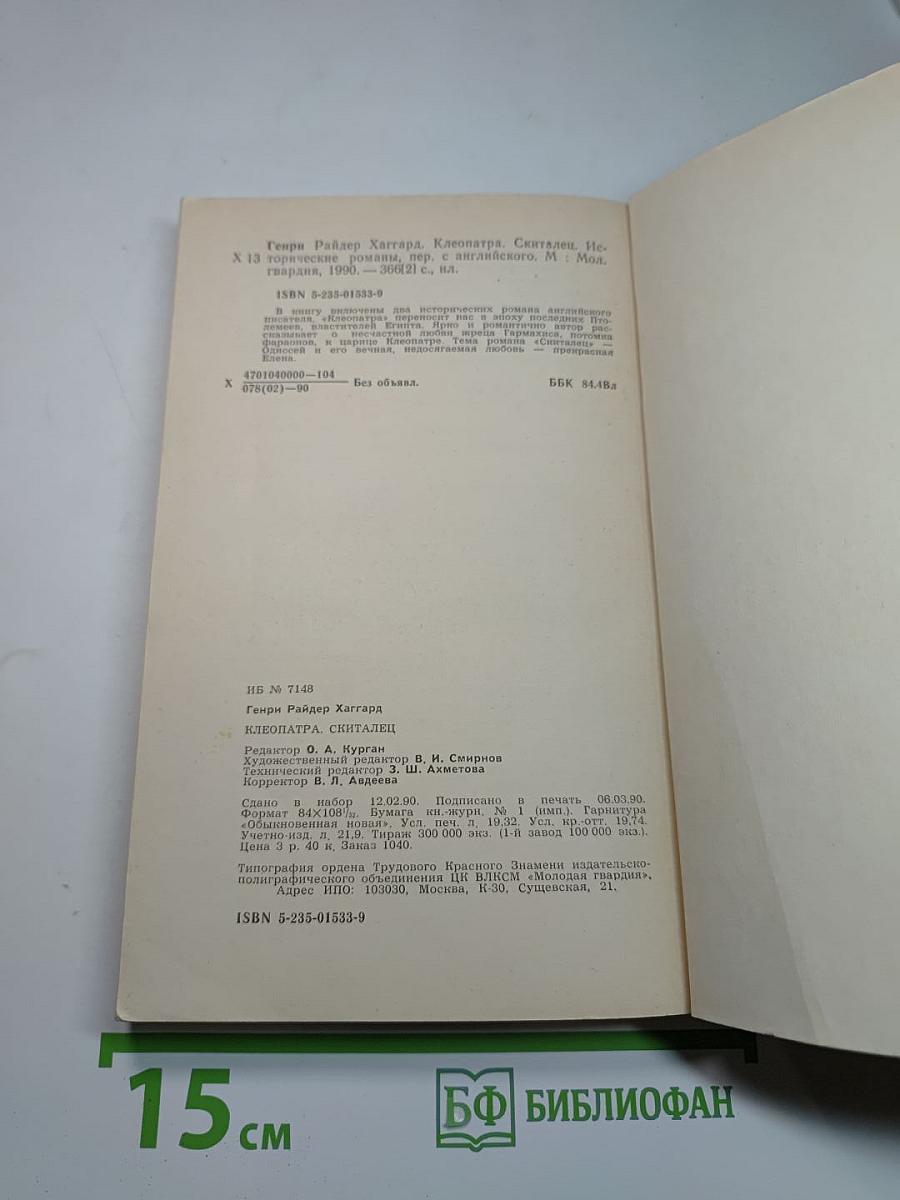 Генри Райдер Хаггард. Клеопатра. Скиталец. Ис-
Х 13 торические романы, пер. с английского. М : Мол.
гвардия, 1990. — 366[2] с., ил.
ISBN 5-235-01533-9
В книгу включены два исторических романа английского
писателя. «Клеопатра» переносит нас в эпоху последних Пто-
лемеев, властителей Египта. Ярко и романтично автор рас-
сказывает о несчастной любви жреца Гармахиса, потомка
фараонов, к царице Клеопатре. Тема романа «Скиталец» —
Одиссей и его вечная, недосягаемая любовь — прекрасная
Елена.
Х 4701040000—104
078(02)—90 Без объявл. ББК 84.4Вл
ИБ № 7148
Генри Райдер Хаггард
КЛЕОПАТРА. СКИТАЛЕЦ
Редактор О. А. Курган
Художественный редактор В. И. Смирнов
Технический редактор З. Ш. Ахметова
Корректор В. Л. Авдеева
Сдано в набор 12.02.90. Подписано в печать 06.03.90.
Формат 84×108¹/₃₂. Бумага кн.-журн. № 1 (имп.). Гарнитура
«Обыкновенная новая». Усл. печ. л. 19,32. Усл. кр.-отт. 19,74.
Учетно-изд. л. 21,9. Тираж 300 000 экз. (1-й завод 100 000 экз.).
Цена 3 р. 40 к. Заказ 1040.
Типография ордена Трудового Красного Знамени издательско-
полиграфического объединения ЦК ВЛКСМ «Молодая гвардия».
Адрес ИПО: 103030, Москва, К-30, Сущевская, 21.
ISBN 5-235-01533-9
15 см
БФ БИБЛИОФАН